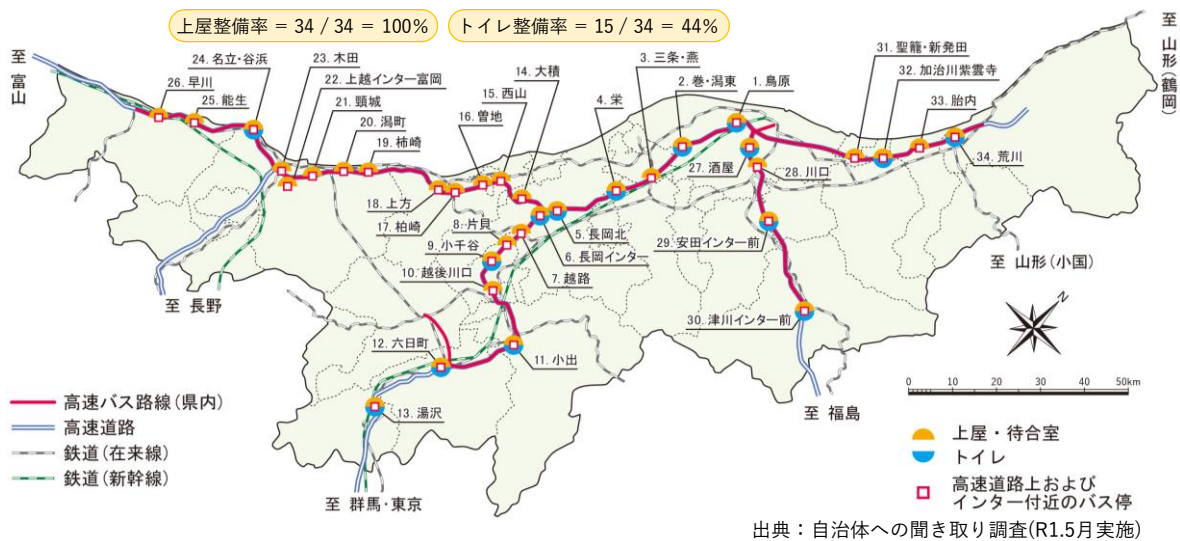 上屋整備率 = 34 / 34 = 100%
トイレ整備率 = 15 / 34 = 44%
至 富山
26. 早川
25. 能生
24. 名立・谷浜
23. 木田
22. 上越インター富岡
21. 頸城
20. 潟町
19. 柿崎
18. 上方
17. 柏崎
16. 曽地
15. 西山
14. 大積
3. 三条・燕
4. 栄
2. 巻・潟東
1. 鳥原
31. 聖籠・新発田
32. 加治川紫雲寺
33. 胎内
34. 荒川
至 山形(鶴岡)
27. 酒屋
28. 川口
29. 安田インター前
30. 津川インター前
5. 長岡北
6. 長岡インター
7. 越路
8. 片貝
9. 小千谷
10. 越後川口
11. 小出
12. 六日町
13. 湯沢
至 長野
至 群馬・東京
至 福島
至 山形(小国)
N
0 10 20 30 40 50km
高速バス路線(県内)
高速道路
鉄道(在来線)
鉄道(新幹線)
上屋・待合室
トイレ
高速道路上および
インター付近のバス停
出典：自治体への聞き取り調査(R1.5月実施)